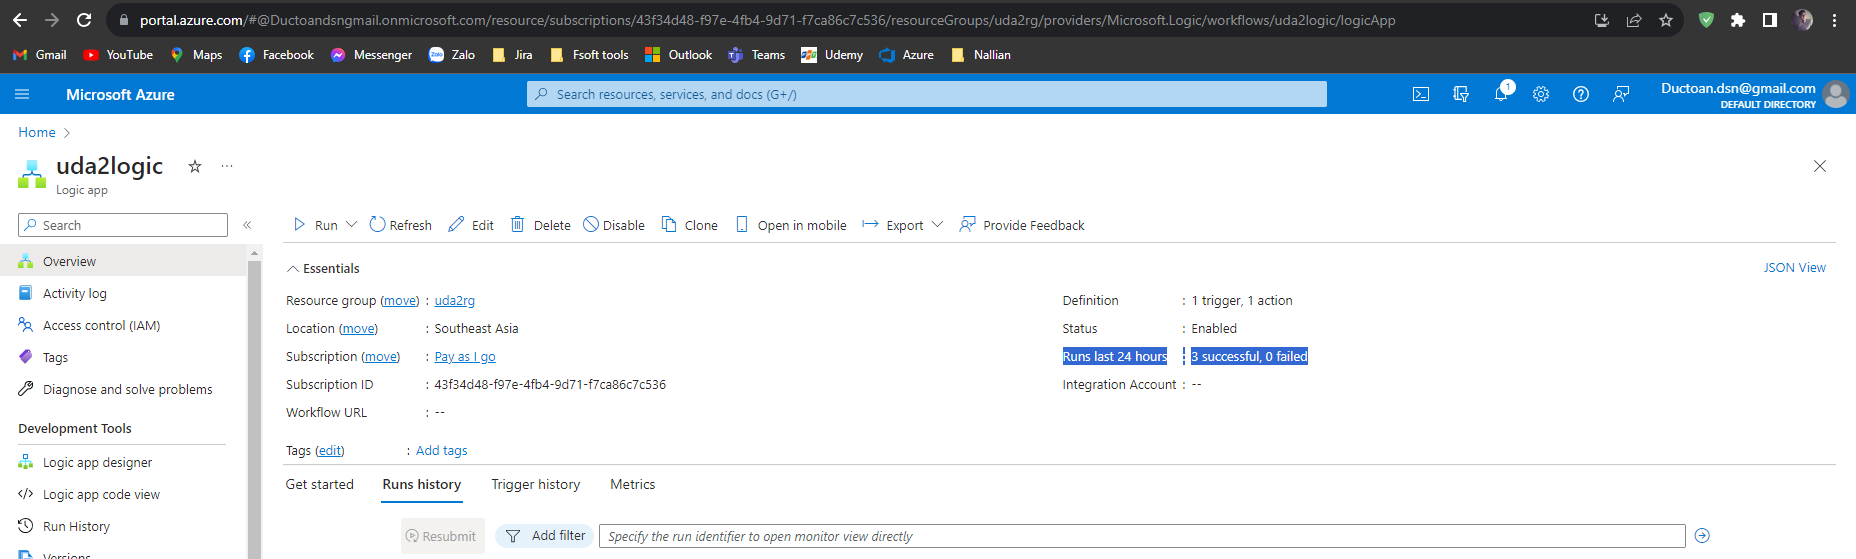 portal.azure.com/#@Ductoandsngmail.onmicrosoft.com/resource/subscriptions/43f34d48-f97e-4fb4-9d71-f7ca86c7c536/resourceGroups/uda2rg/providers/Microsoft.Logic/workflows/uda2logic/logicApp
Gmail YouTube Maps Facebook Messenger Zalo Jira Fsoft tools Outlook Teams Udemy Azure Nallian
Microsoft Azure
Search resources, services, and docs (G+/)
1
Ductoan.dsn@gmail.com
DEFAULT DIRECTORY
Home >
uda2logic ...
Logic app
Search «
Run Refresh Edit Delete Disable Clone Open in mobile Export Provide Feedback
Overview
Activity log
Access control (IAM)
Tags
Diagnose and solve problems
Development Tools
Logic app designer
Logic app code view
Run History
Versions
Essentials
JSON View
Resource group (move) : uda2rg
Location (move) : Southeast Asia
Subscription (move) : Pay as I go
Subscription ID : 43f34d48-f97e-4fb4-9d71-f7ca86c7c536
Workflow URL : --
Definition : 1 trigger, 1 action
Status : Enabled
Runs last 24 hours : 3 successful, 0 failed
Integration Account : --
Tags (edit) : Add tags
Get started Runs history Trigger history Metrics
Resubmit Add filter Specify the run identifier to open monitor view directly